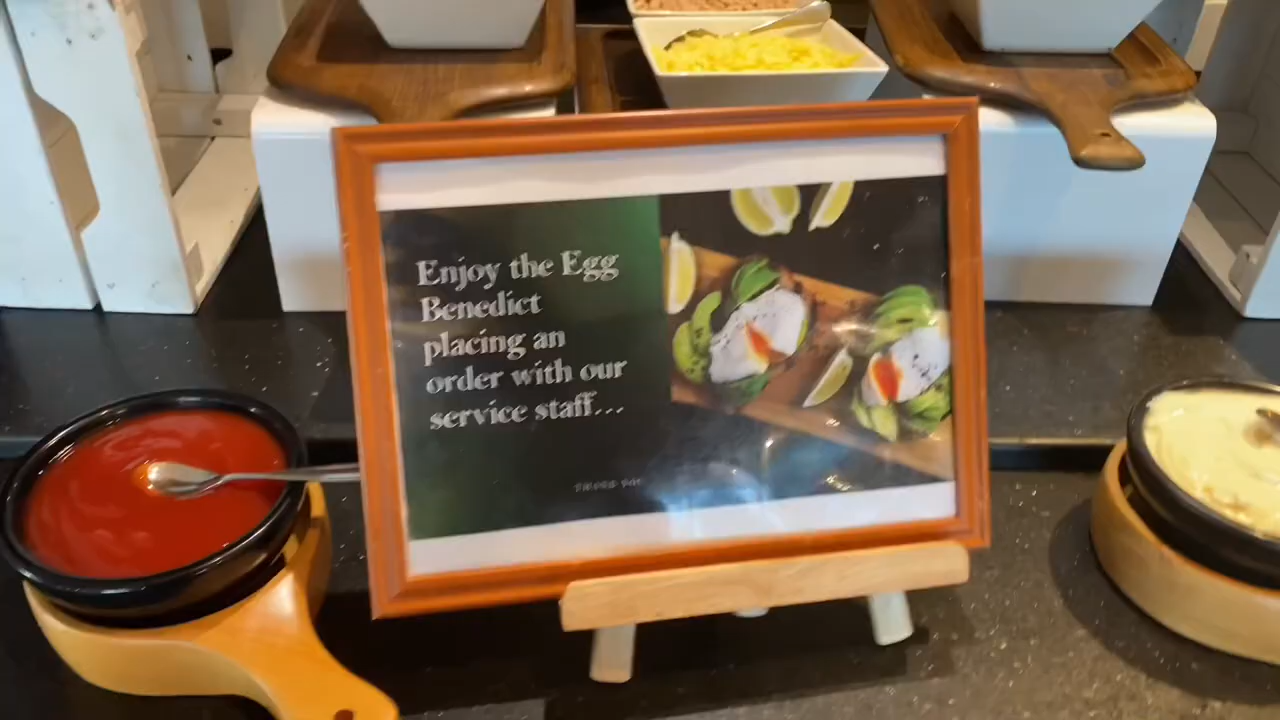 Enjoy the Egg
Benedict
placing an
order with our
service staff...